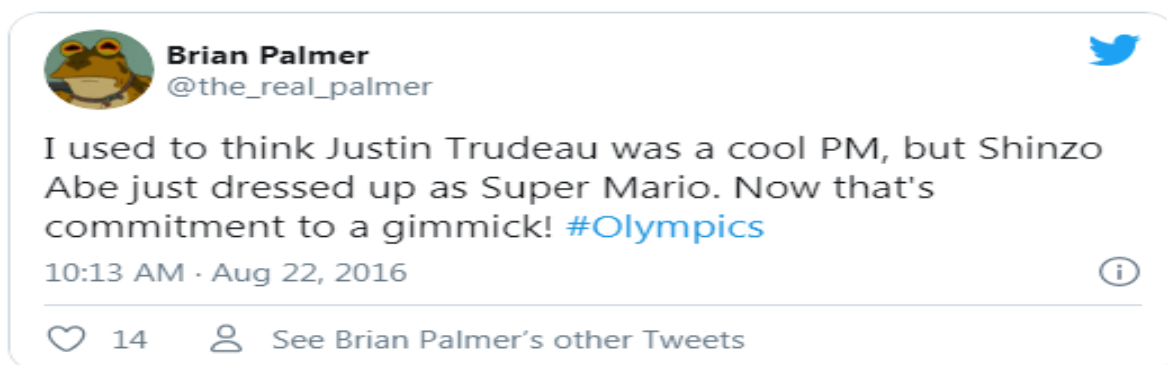 Brian Palmer
@the_real_palmer
I used to think Justin Trudeau was a cool PM, but Shinzo
Abe just dressed up as Super Mario. Now that's
commitment to a gimmick! #Olympics
10:13 AM · Aug 22, 2016
14 See Brian Palmer's other Tweets